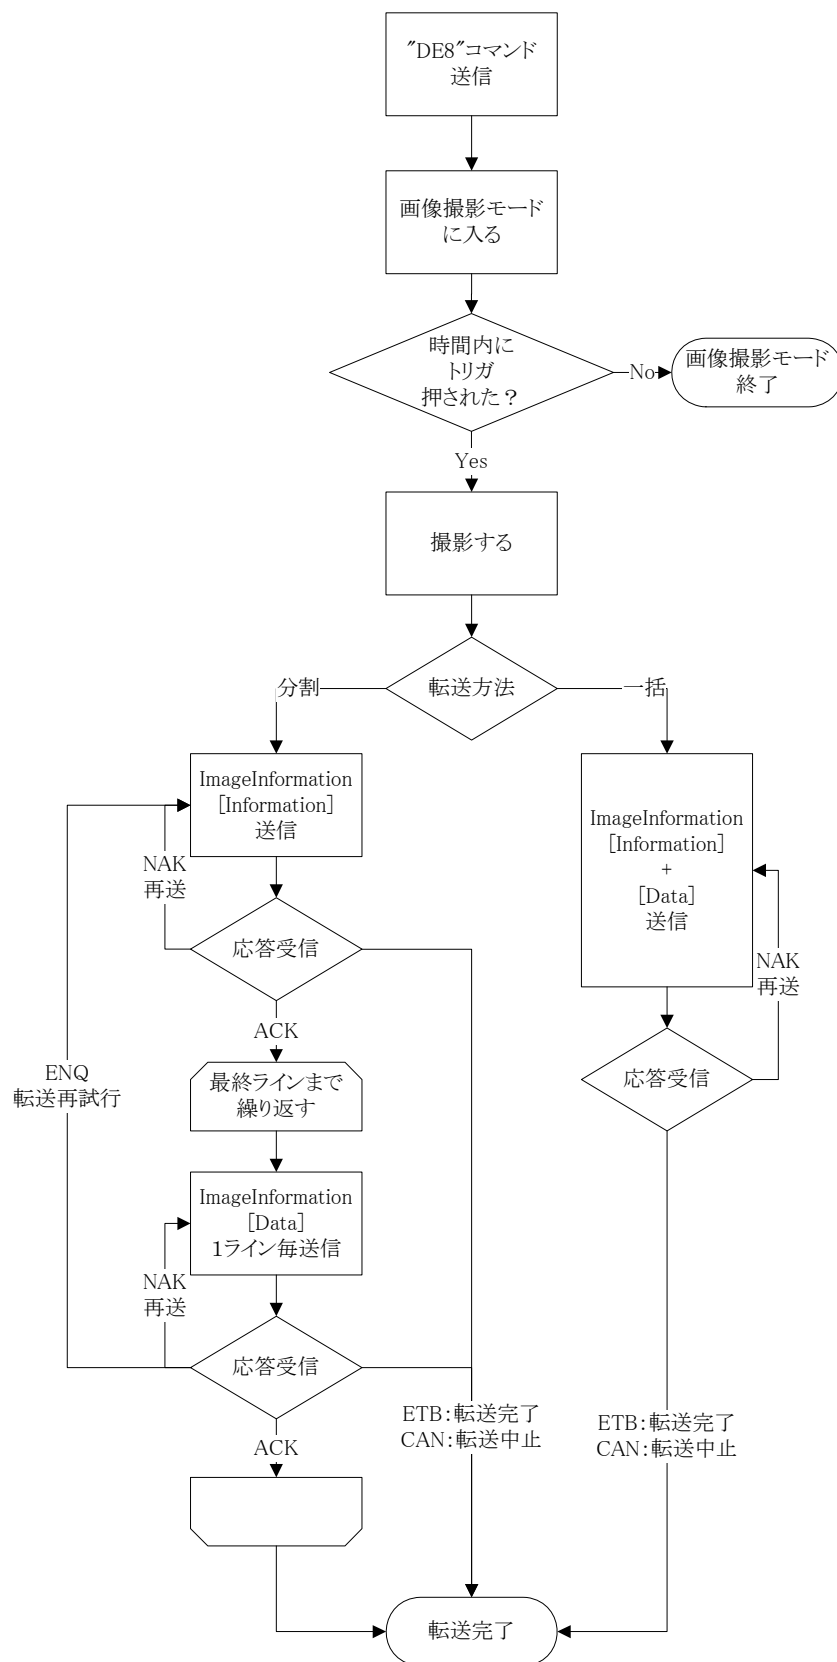 "DE8"コマンド
送信
画像撮影モード
に入る
時間内に
トリガ
押された？
No
画像撮影モード
終了
Yes
撮影する
転送方法
分割
一括
ImageInformation
[Information]
送信
NAK
再送
応答受信
ACK
ENQ
転送再試行
最終ラインまで
繰り返す
ImageInformation
[Data]
１ライン毎送信
NAK
再送
応答受信
ACK
ETB：転送完了
CAN：転送中止
ImageInformation
[Information]
+
[Data]
送信
NAK
再送
応答受信
ETB：転送完了
CAN：転送中止
転送完了